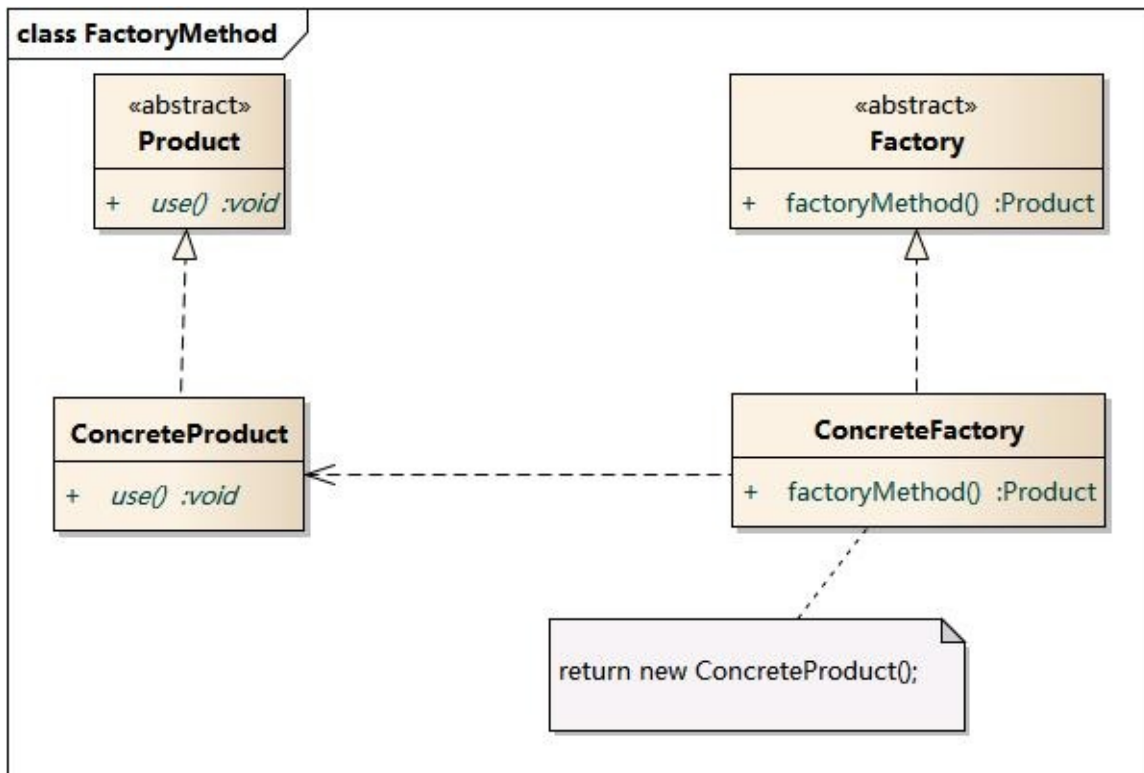 class FactoryMethod
«abstract»
Product
+ use() :void
«abstract»
Factory
+ factoryMethod() :Product
ConcreteProduct
+ use() :void
ConcreteFactory
+ factoryMethod() :Product
return new ConcreteProduct();